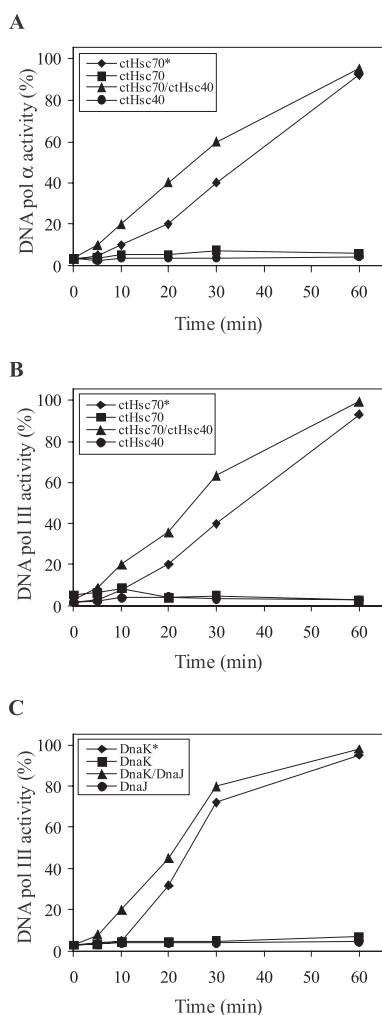 A
100
80
60
40
20
0
DNA pol α activity (%)
ctHsc70*
ctHsc70
ctHsc70/ctHsc40
ctHsc40
0 10 20 30 40 50 60
Time (min)
B
100
80
60
40
20
0
DNA pol III activity (%)
ctHsc70*
ctHsc70
ctHsc70/ctHsc40
ctHsc40
0 10 20 30 40 50 60
Time (min)
C
100
80
60
40
20
0
DNA pol III activity (%)
DnaK*
DnaK
DnaK/DnaJ
DnaJ
0 10 20 30 40 50 60
Time (min)